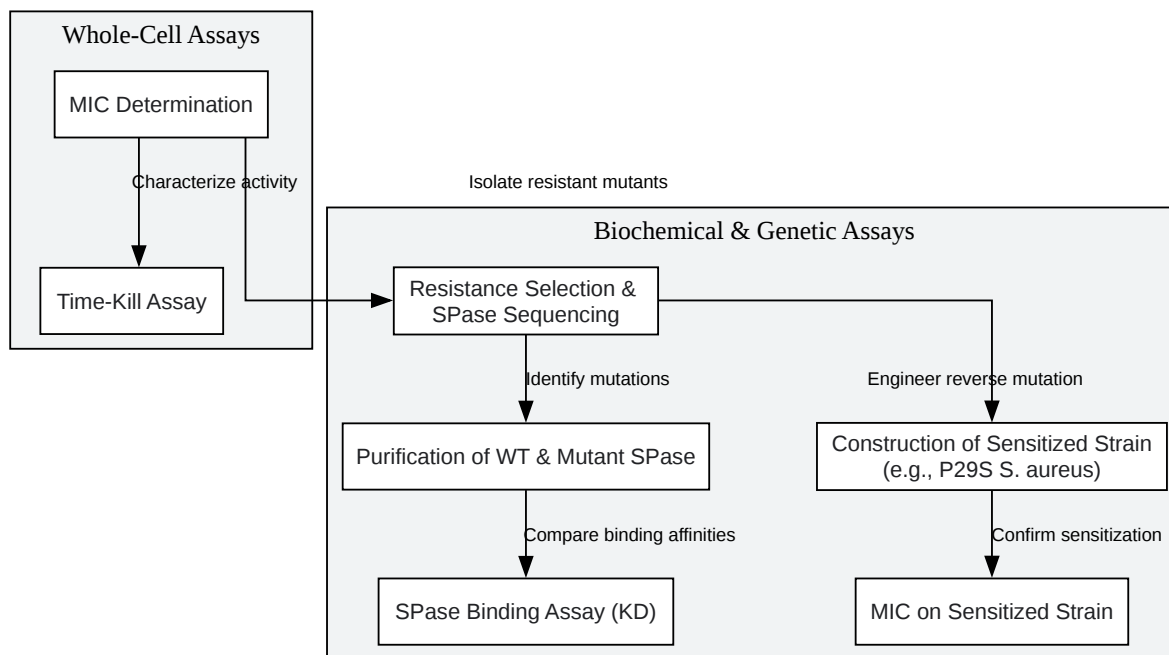 Whole-Cell Assays
MIC Determination
Characterize activity
Isolate resistant mutants
Biochemical & Genetic Assays
Time-Kill Assay
Resistance Selection &
SPase Sequencing
Identify mutations
Engineer reverse mutation
Purification of WT & Mutant SPase
Construction of Sensitized Strain
(e.g., P29S S. aureus)
Compare binding affinities
Confirm sensitization
SPase Binding Assay (KD)
MIC on Sensitized Strain